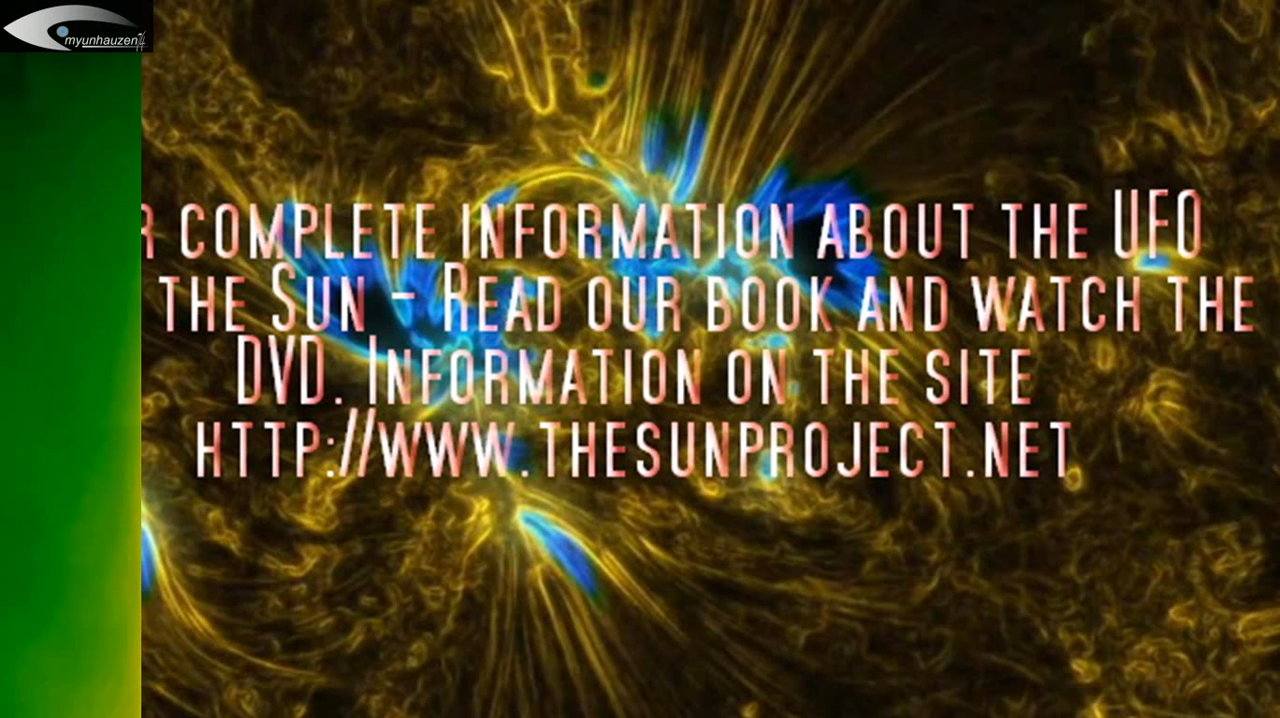 myunhauzen
R COMPLETE INFORMATION ABOUT THE UFO
THE SUN - READ OUR BOOK AND WATCH THE
DVD. INFORMATION ON THE SITE
HTTP://WWW.THESUNPROJECT.NET